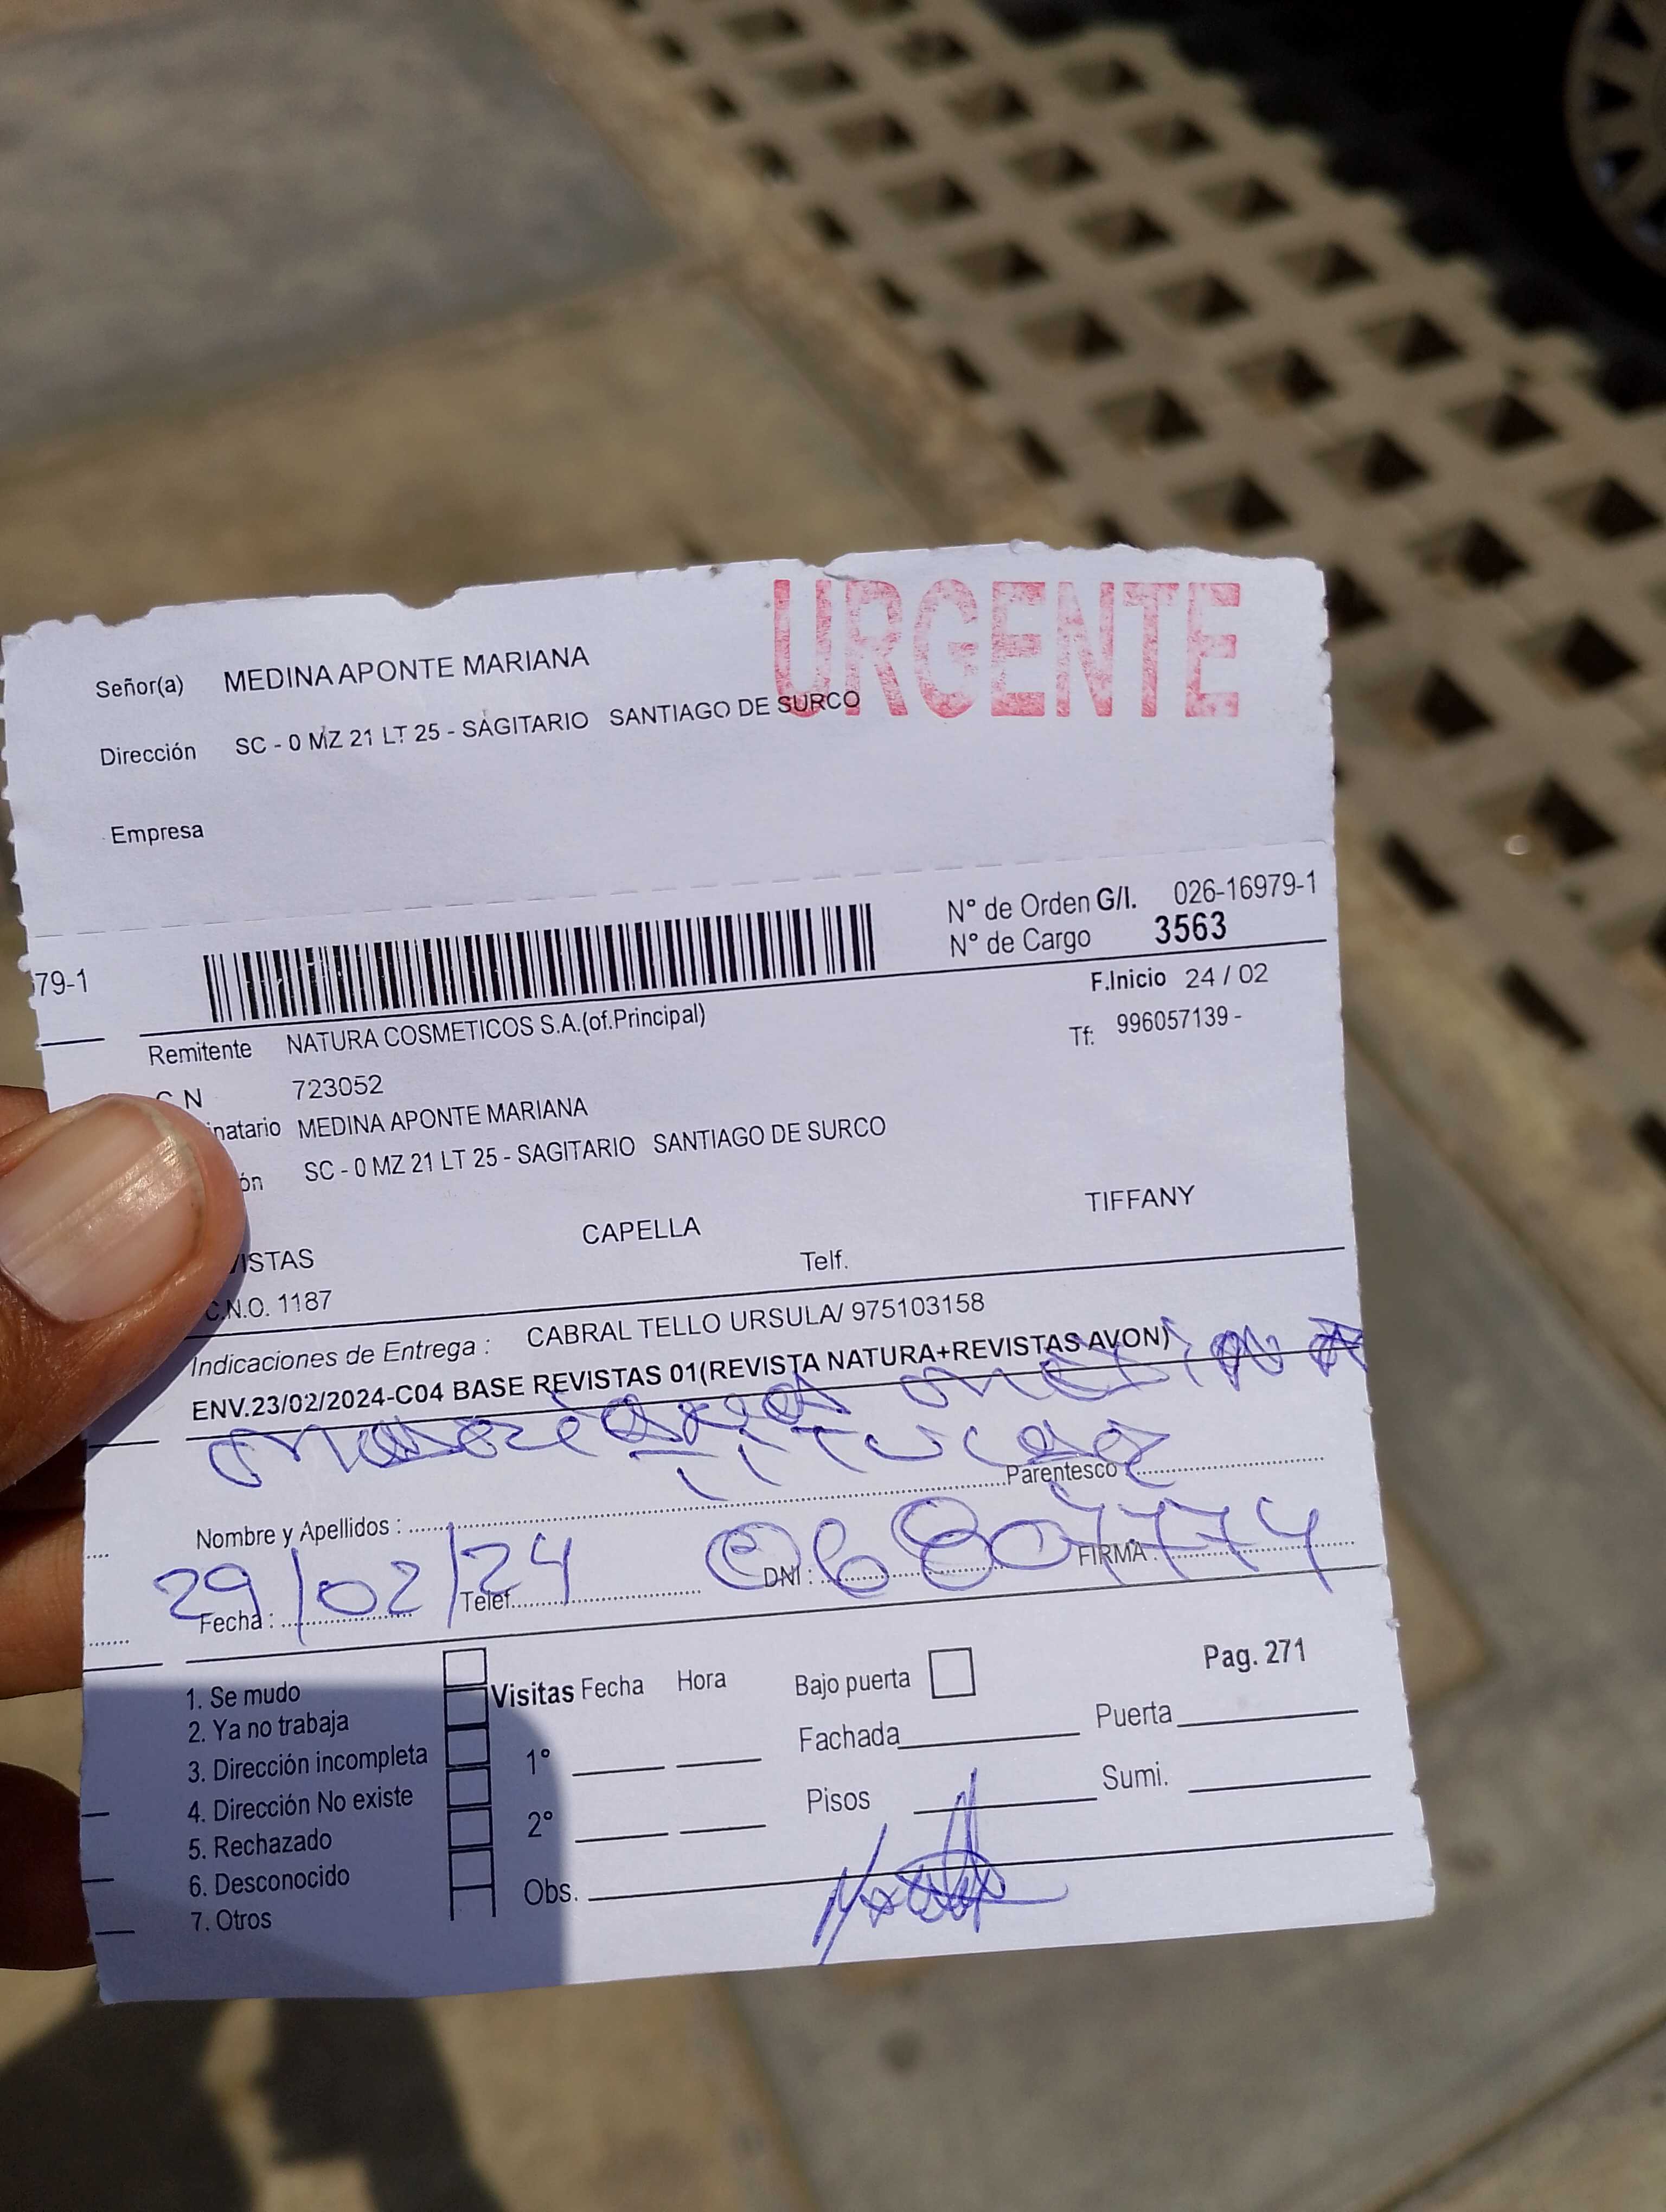 URGENTE
Señor(a) MEDINA APONTE MARIANA
Dirección SC - 0 MZ 21 LT 25 - SAGITARIO SANTIAGO DE SURCO
Empresa
79-1
N° de Orden G/I. 026-16979-1
N° de Cargo 3563
F.Inicio 24 / 02
Remitente NATURA COSMETICOS S.A.(of.Principal)
Tf: 996057139 -
C N 723052
inatario MEDINA APONTE MARIANA
ón SC - 0 MZ 21 LT 25 - SAGITARIO SANTIAGO DE SURCO
VISTAS CAPELLA TIFFANY
C.N.O. 1187 Telf.
Indicaciones de Entrega : CABRAL TELLO URSULA/ 975103158
ENV.23/02/2024-C04 BASE REVISTAS 01(REVISTA NATURA+REVISTAS AVON)
Mariana Medina
Titular
Nombre y Apellidos : Parentesco
Fecha : 29/02/24 Telef. DNI : FIRMA :
1. Se mudo
2. Ya no trabaja
3. Dirección incompleta
4. Dirección No existe
5. Rechazado
6. Desconocido
7. Otros
Visitas Fecha Hora
1°
2°
Obs.
Bajo puerta
Pag. 271
Fachada Puerta
Pisos Sumi.